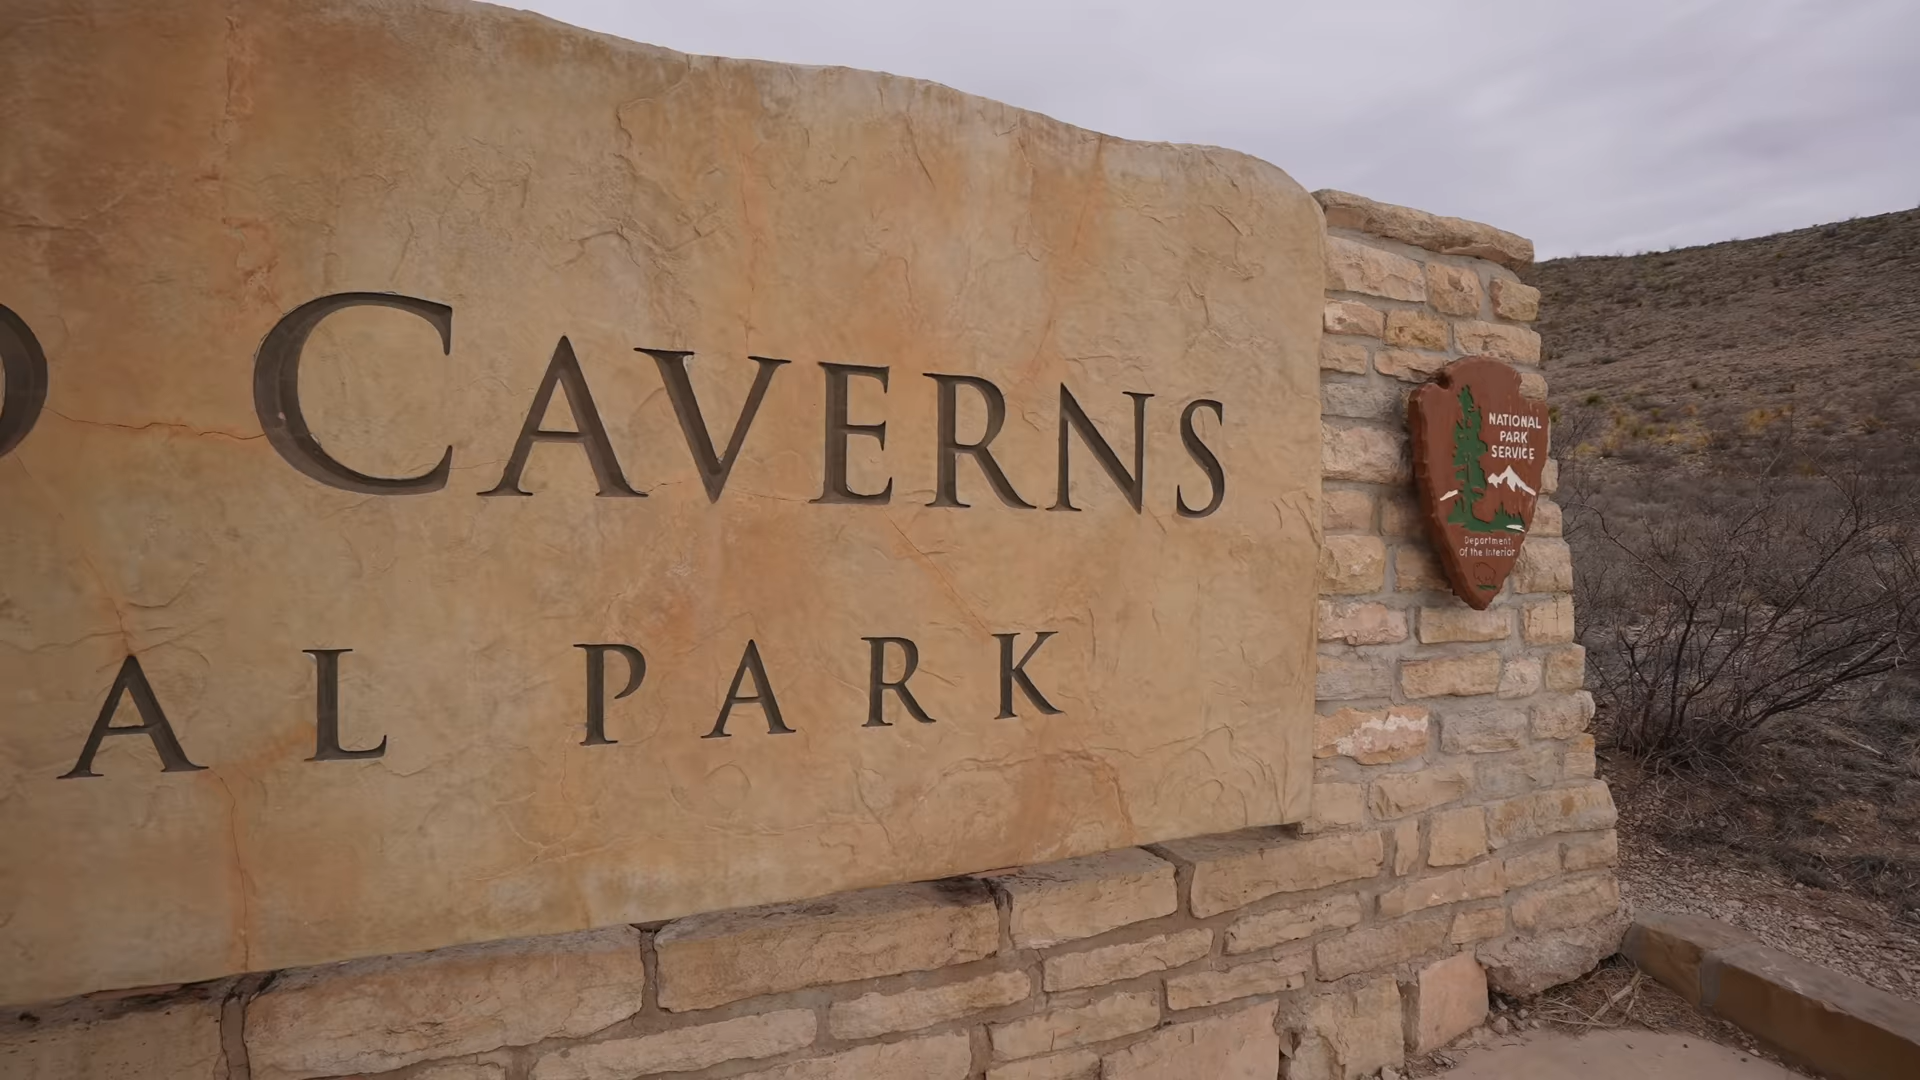 CAVERNS
AL PARK
NATIONAL
PARK
SERVICE
Department
of the Interior